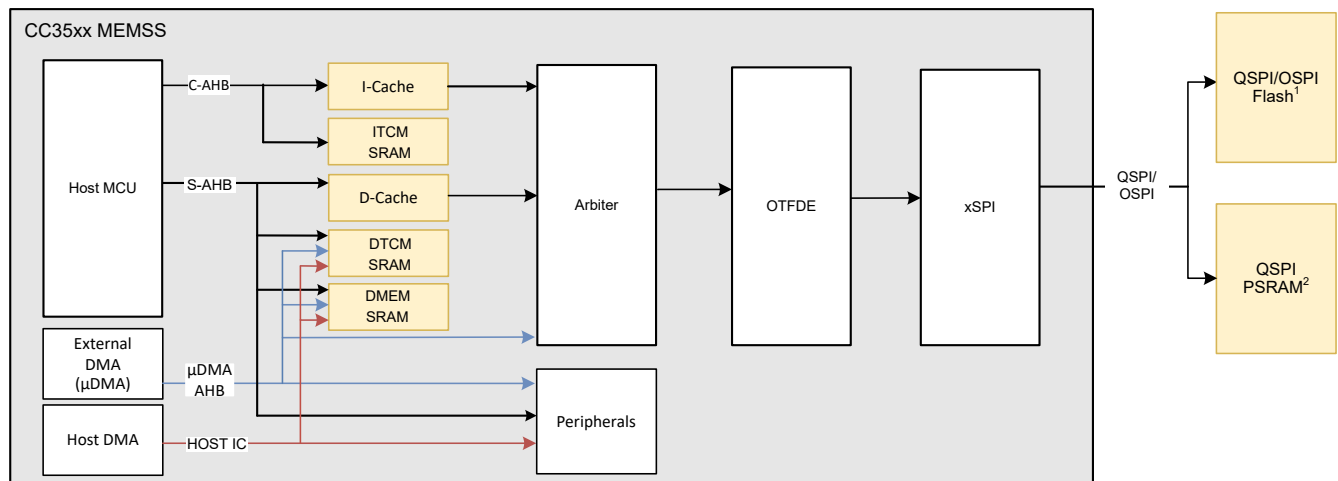 CC35xx MEMSS
Host MCU
C-AHB
S-AHB
I-Cache
ITCM
SRAM
D-Cache
DTCM
SRAM
DMEM
SRAM
Arbiter
OTFDE
xSPI
QSPI/
OSPI
QSPI/OSPI
Flash¹
QSPI
PSRAM²
External
DMA
(µDMA)
µDMA
AHB
Host DMA
HOST IC
Peripherals